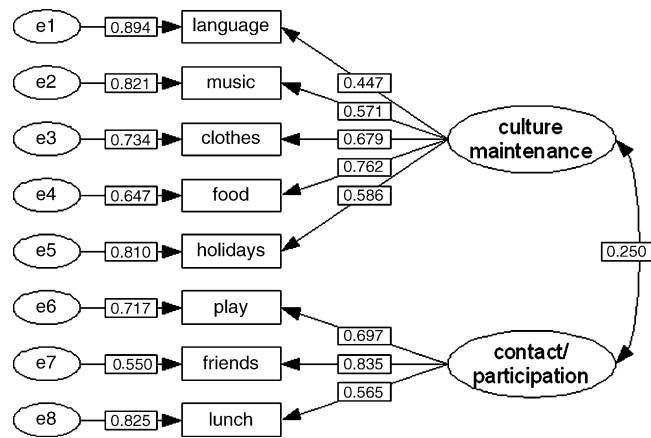 e1 0.894 language
e2 0.821 music
e3 0.734 clothes
e4 0.647 food
e5 0.810 holidays
e6 0.717 play
e7 0.550 friends
e8 0.825 lunch
0.447
0.571
0.679
0.762
0.586
0.697
0.835
0.565
culture
maintenance
0.250
contact/
participation